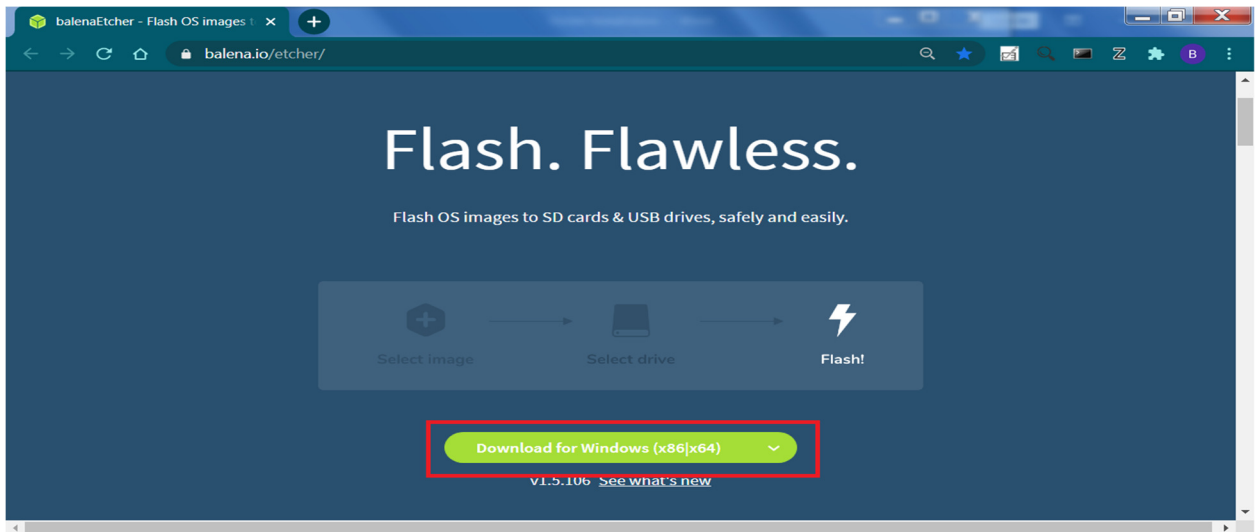 balenaEtcher - Flash OS images t
balena.io/etcher/
B
Flash. Flawless.
Flash OS images to SD cards & USB drives, safely and easily.
Select image
Select drive
Flash!
Download for Windows (x86|x64)
v1.5.106 See what's new